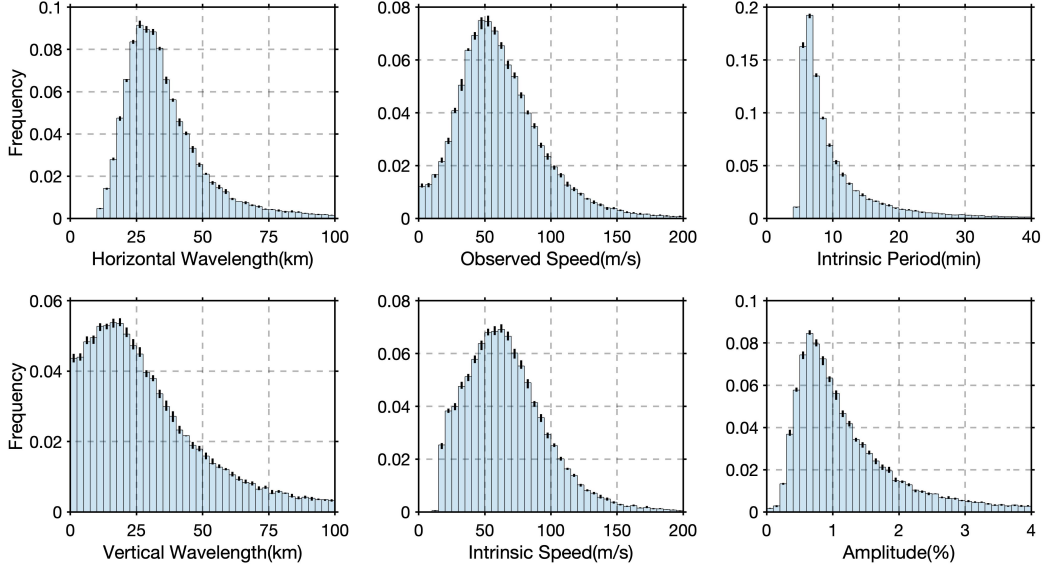 0.1 0.08 0.2
0.08 0.06 0.15
0.06 0.04 0.1
0.04 0.02 0.05
0.02
0 0 0
Frequency
0 25 50 75 100 0 50 100 150 200 0 10 20 30 40
Horizontal Wavelength(km) Observed Speed(m/s) Intrinsic Period(min)
0.06 0.08 0.1
0.04 0.06 0.08
0.02 0.04 0.06
0.02 0.04
0.02
0 0 0
Frequency
0 25 50 75 100 0 50 100 150 200 0 1 2 3 4
Vertical Wavelength(km) Intrinsic Speed(m/s) Amplitude(%)